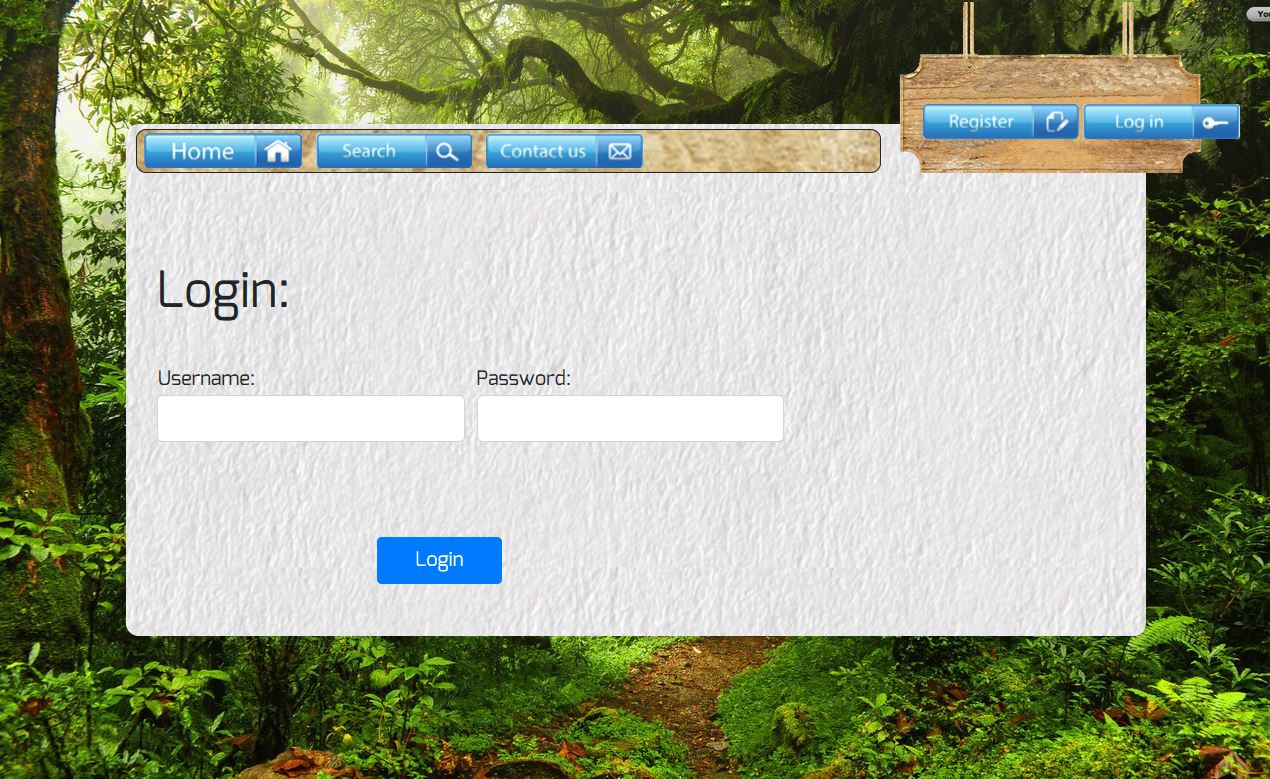 Register
Log in
Home
Search
Contact us
Login:
Username:
Password:
Login